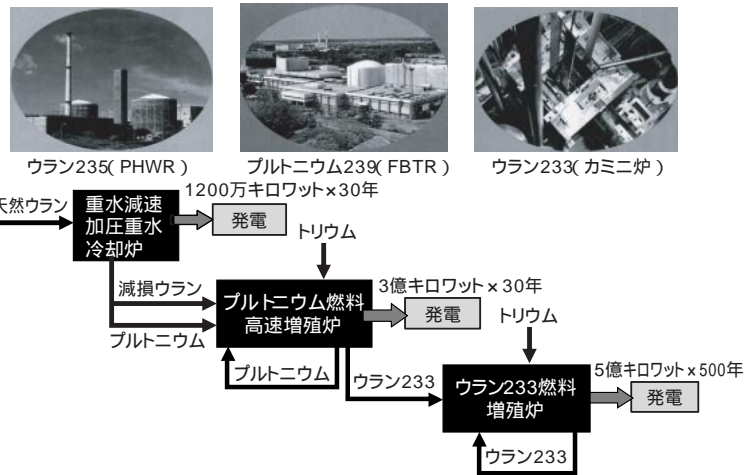 ウラン235( PHWR )
プルトニウム239( FBTR )
ウラン233( カミニ炉 )
天然ウラン
重水減速
加圧重水
冷却炉
1200万キロワット×30年
発電
トリウム
減損ウラン
プルトニウム
プルトニウム燃料
高速増殖炉
3億キロワット×30年
発電
トリウム
プルトニウム
ウラン233
ウラン233燃料
増殖炉
5億キロワット×500年
発電
ウラン233